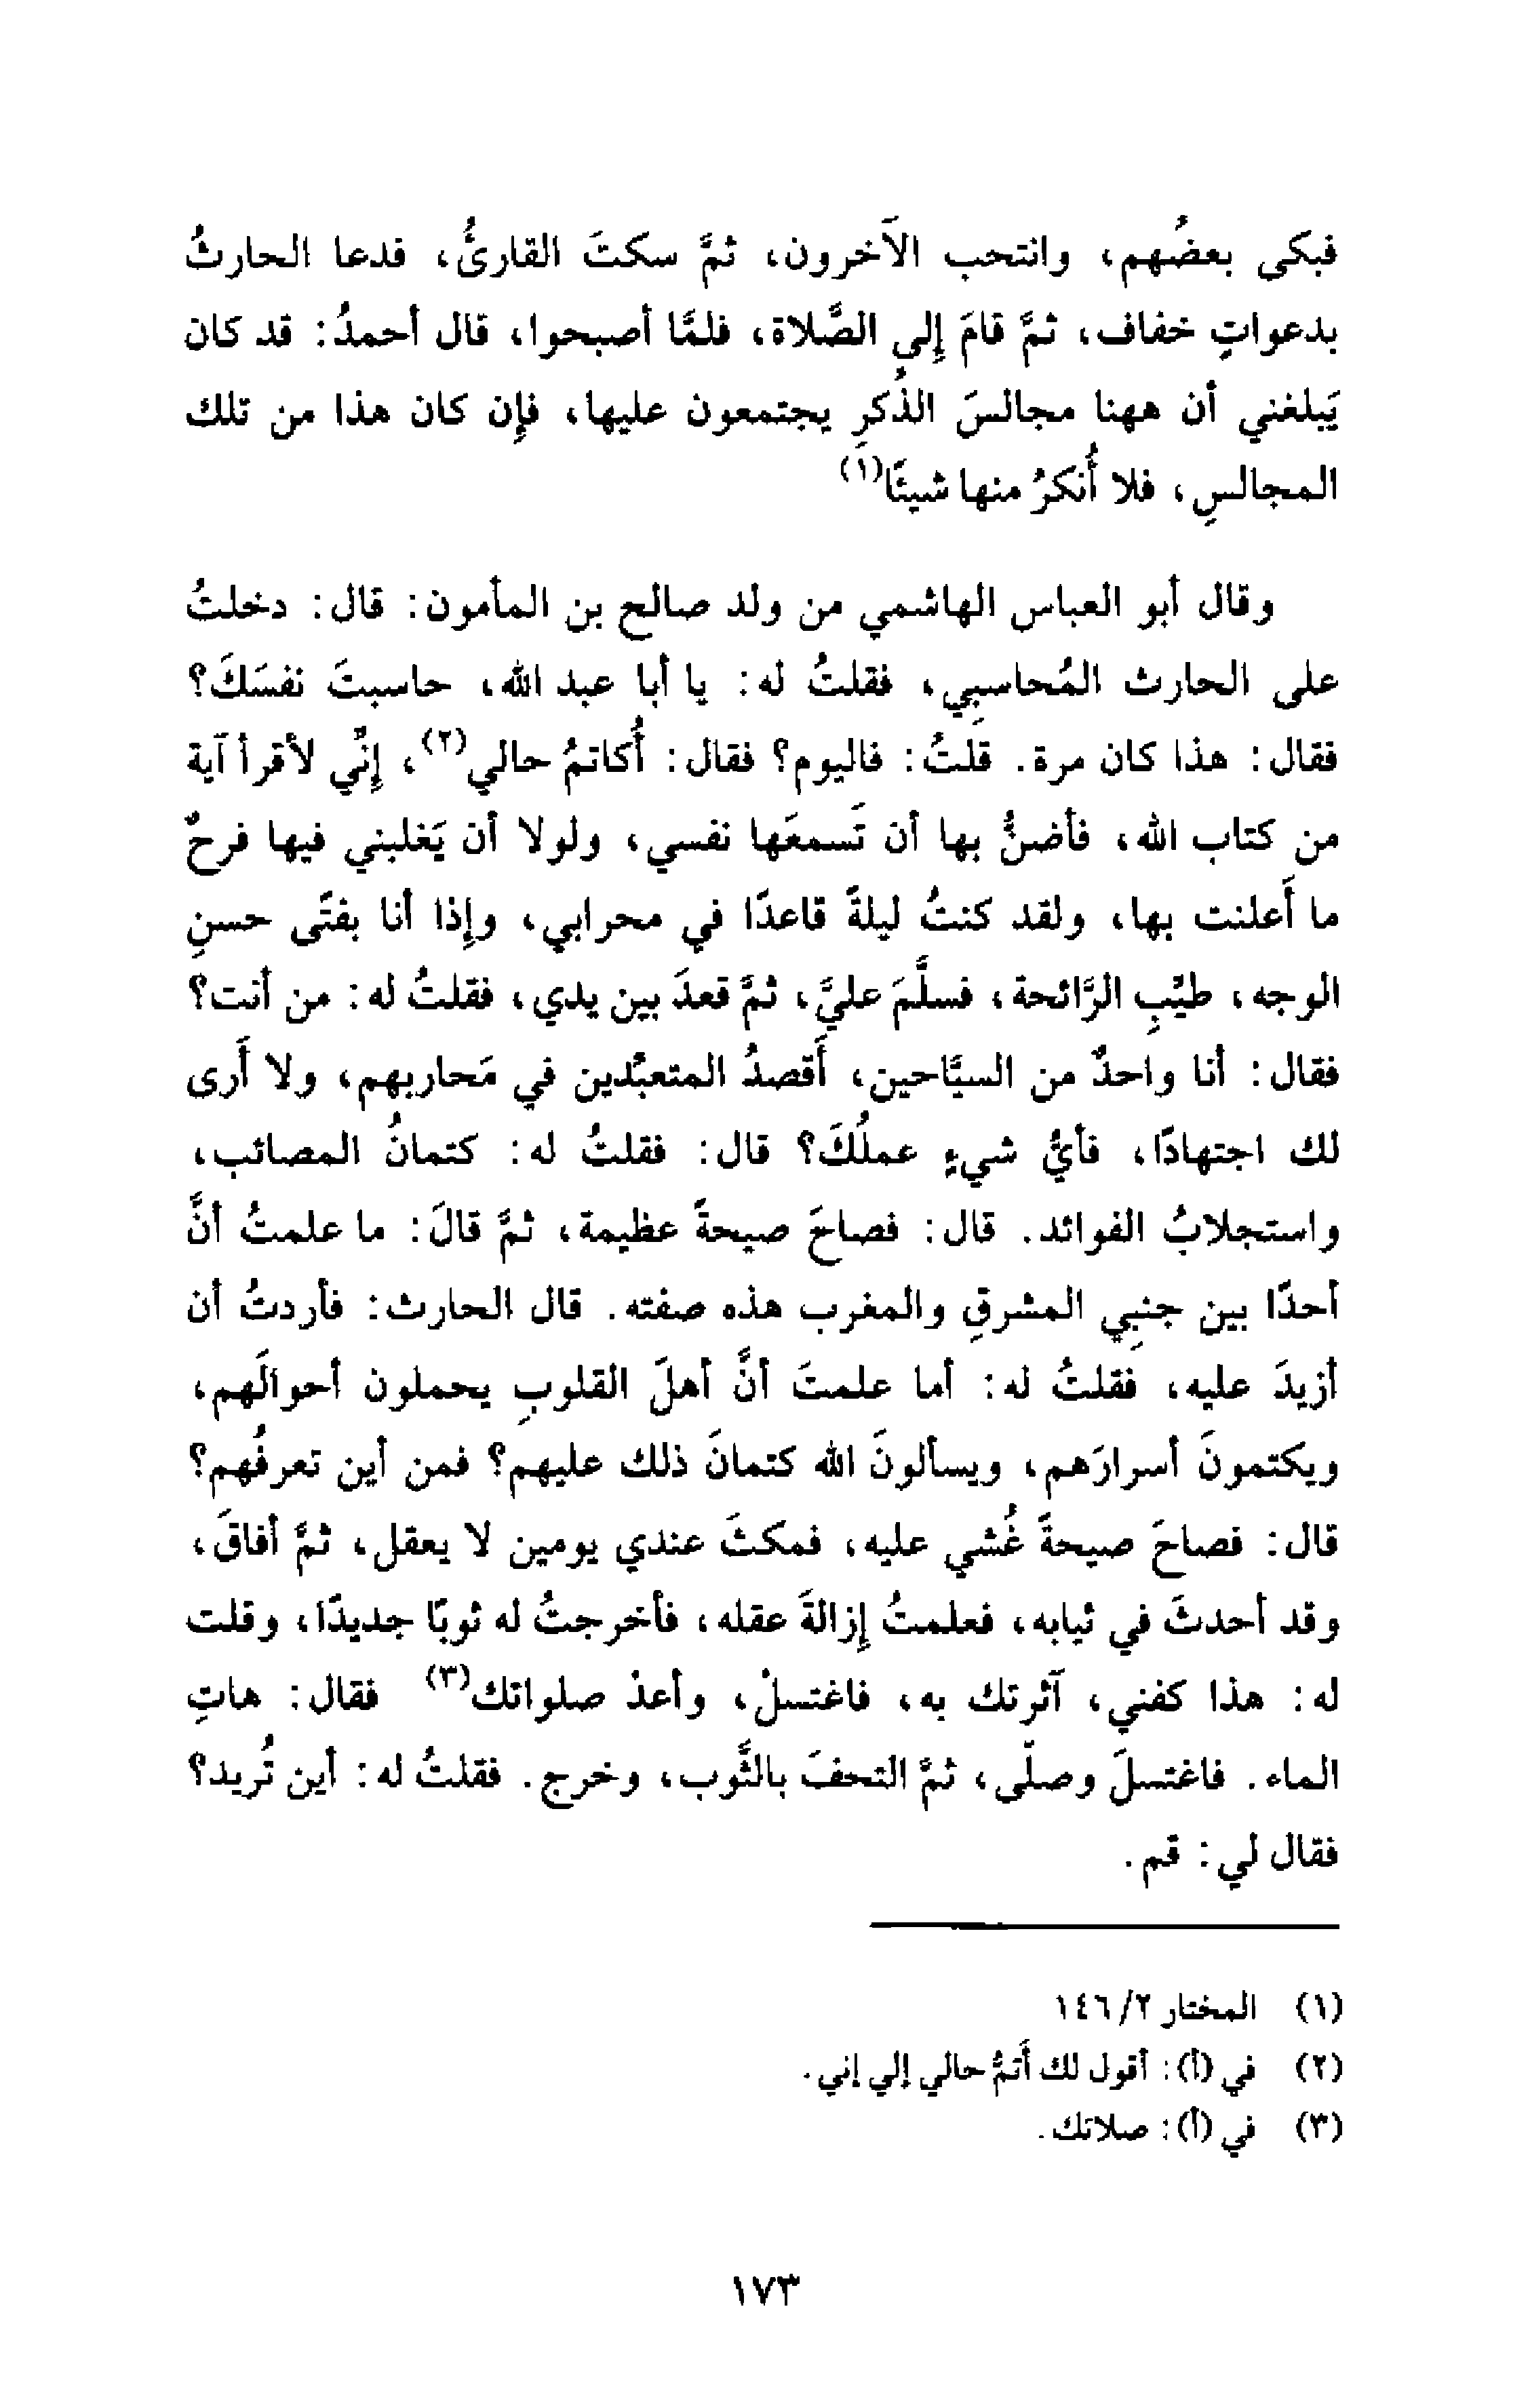 فبكى بعضُهم، وانتحب الآخرون، ثمَّ سكتَ القارئُ، فدعا الحارثُ
بدعواتٍ خفاف، ثمَّ قامَ إلى الصَّلاة، فلمَّا أصبحوا، قال أحمدُ: قد كان
يَبلغني أن ههنا مجالسَ الذُكرِ يجتمعون عليها، فإن كان هذا من تلك
المجالسِ، فلا أُنكرُ منها شيئًا(١)
وقال أبو العباس الهاشمي من ولد صالح بن المأمون: قال: دخلتُ
على الحارث المُحاسبِي، فقلتُ له: يا أبا عبد الله، حاسبتَ نفسَكَ؟
فقال: هذا كان مرة. قلتُ: فاليوم؟ فقال: أُكاتمُ حالي(٢)، إنِّي لأقرأ آية
من كتاب الله، فأضنُّ بها أن تَسمعَها نفسي، ولولا أن يَغلبني فيها فرحٌ
ما أَعلنت بها، ولقد كنتُ ليلةً قاعدًا في محرابي، وإذا أنا بفتًى حسنِ
الوجه، طيِّبِ الرَّائحة، فسلَّمَ عليَّ، ثمَّ قعدَ بين يدي، فقلتُ له: من أنت؟
فقال: أنا واحدٌ من السيَّاحين، أَقصدُ المتعبِّدين في مَحاريبهم، ولا أَرى
لك اجتهادًا، فأيُّ شيءٍ عملُكَ؟ قال: فقلتُ له: كتمانُ المصائب،
واستجلابُ الفوائد. قال: فصاحَ صيحةً عظيمة، ثمَّ قالَ: ما علمتُ أنَّ
أحدًا بين جنبِي المشرقِ والمغرب هذه صفته. قال الحارث: فأردتُ أن
أزيدَ عليه، فقلتُ له: أما علمتَ أنَّ أهلَ القلوبِ يحملون أحوالَهم،
ويكتمونَ أسرارَهم، ويسألونَ الله كتمانَ ذلك عليهم؟ فمن أين تعرفُهم؟
قال: فصاحَ صيحةً غُشي عليه، فمكثَ عندي يومين لا يعقل، ثمَّ أفاقَ،
وقد أحدثَ في ثيابه، فعلمتُ إزالةَ عقله، فأخرجتُ له ثوبًا جديدًا، وقلت
له: هذا كفني، آثرتك به، فاغتسلْ، وأعذ صلواتك(٣) فقال: هاتِ
الماء. فاغتسلَ وصلَّى، ثمَّ التحفَ بالثَّوب، وخرج. فقلتُ له: أين تُريد؟
فقال لي: قم.
(١) المختار ١٤٦/٢
(٢) في (أ): أقول لك أَتمُّ حالي إلي إني.
(٣) في (أ): صلاتك.
١٧٣